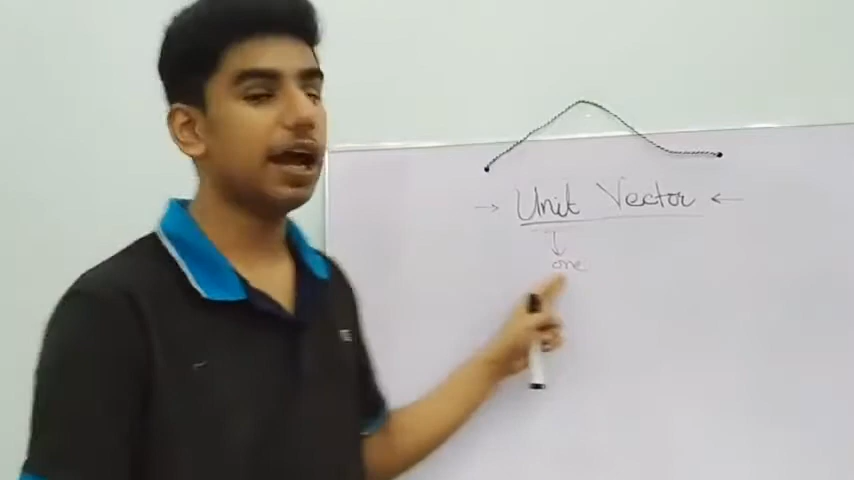 → Unit Vector ←
↓
one